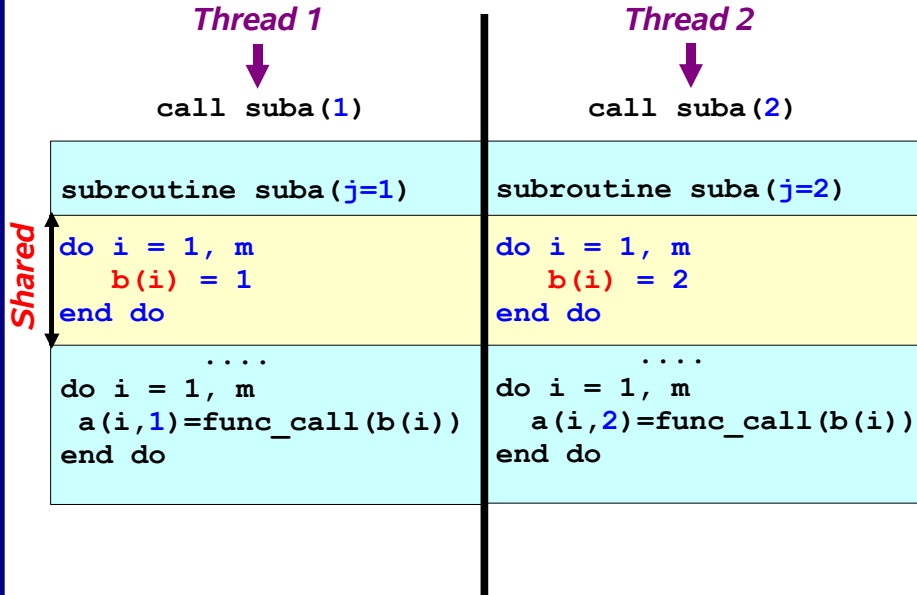 Thread 1
call suba(1)
subroutine suba(j=1)
Shared
do i = 1, m
b(i) = 1
end do
....
do i = 1, m
a(i,1)=func_call(b(i))
end do
Thread 2
call suba(2)
subroutine suba(j=2)
do i = 1, m
b(i) = 2
end do
....
do i = 1, m
a(i,2)=func_call(b(i))
end do